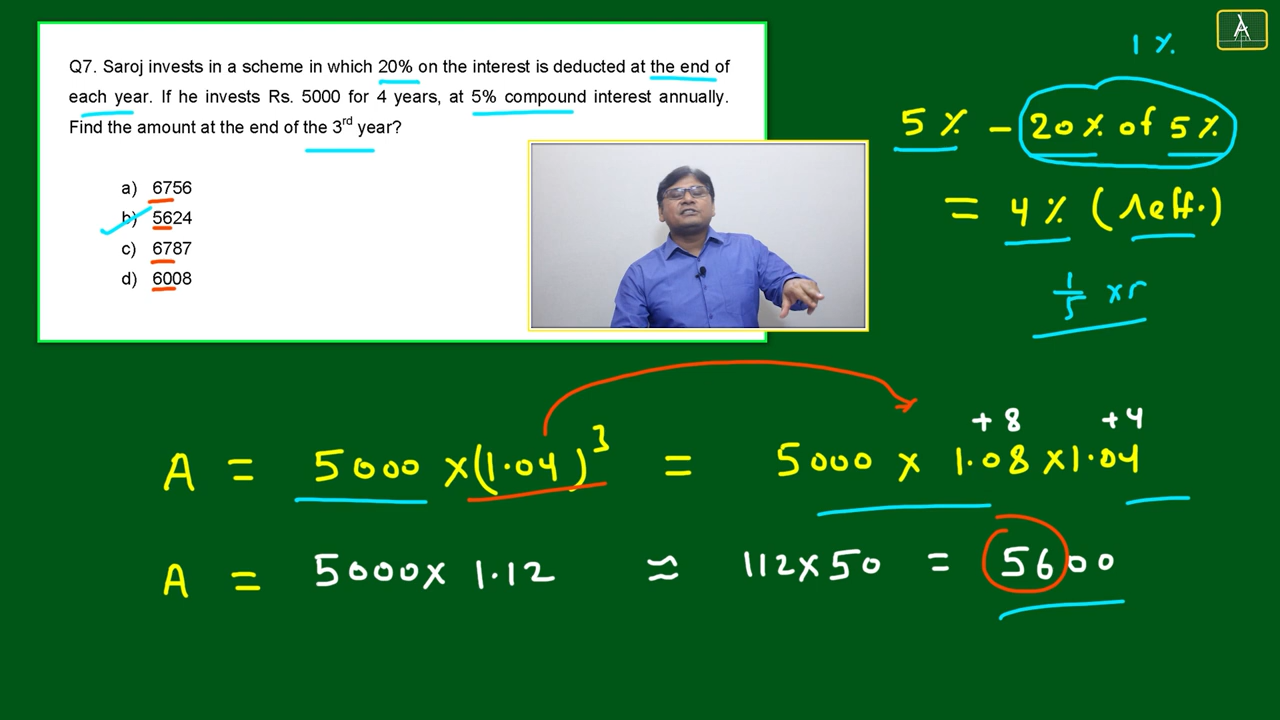 Q7. Saroj invests in a scheme in which 20% on the interest is deducted at the end of
each year. If he invests Rs. 5000 for 4 years, at 5% compound interest annually.
Find the amount at the end of the 3rd year?
a) 6756
b) 5624
c) 6787
d) 6008
A
1 %
5 % - 20% of 5%
= 4 % (reff.)
1/5 xr
+ 8 + 4
A = 5000 x (1.04)³ = 5000 x 1.08 x 1.04
A = 5000 x 1.12 ≈ 112 x 50 = 5600